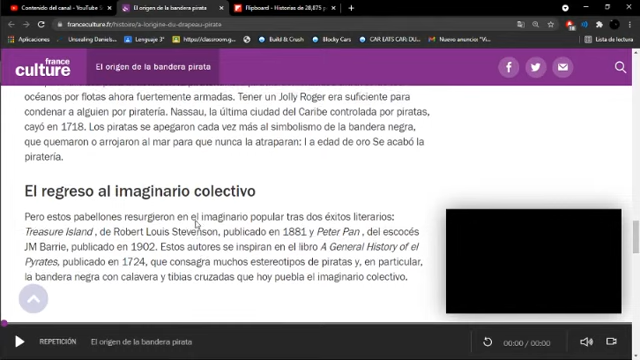 Contenido del canal - YouTube S
El origen de la bandera pirata
Flipboard - Historias de 28,875 p
franceculture.fr/histoire/a-lorigine-du-drapeau-pirate
Aplicaciones
Unraveling Daniels
Lenguaje 3°
https://classroom.g...
Build & Crush
Blocky Cars
CAR EATS CAR-DU...
Nuevo anuncio: "Vi...
Lista de lectura
france
culture
El origen de la bandera pirata
océanos por flotas ahora fuertemente armadas. Tener un Jolly Roger era suficiente para
condenar a alguien por piratería. Nassau, la última ciudad del Caribe controlada por piratas,
cayó en 1718. Los piratas se apegaron cada vez más al simbolismo de la bandera negra,
que quemaron o arrojaron al mar para que nunca la atraparan: l a edad de oro Se acabó la
piratería.
El regreso al imaginario colectivo
Pero estos pabellones resurgieron en el imaginario popular tras dos éxitos literarios:
Treasure Island , de Robert Louis Stevenson, publicado en 1881 y Peter Pan , del escocés
JM Barrie, publicado en 1902. Estos autores se inspiran en el libro A General History of el
Pyrates, publicado en 1724, que consagra muchos estereotipos de piratas y, en particular,
la bandera negra con calavera y tibias cruzadas que hoy puebla el imaginario colectivo.
REPETICIÓN
El origen de la bandera pirata
00:00 / 00:00